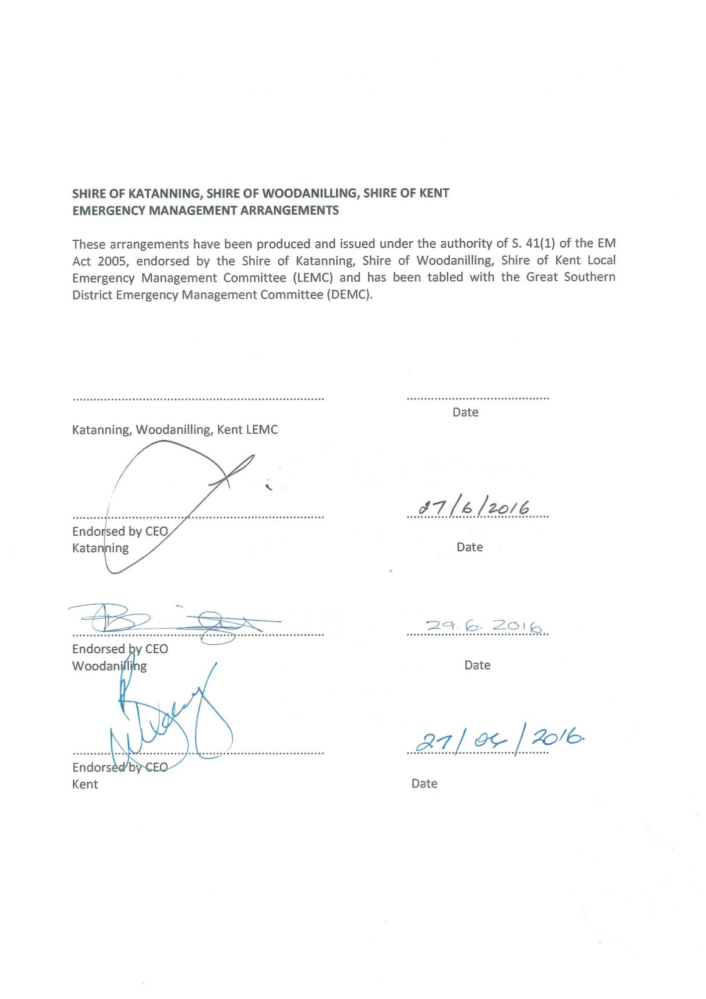 SHIRE OF KATANNING, SHIRE OF WOODANILLING, SHIRE OF KENT
EMERGENCY MANAGEMENT ARRANGEMENTS
These arrangements have been produced and issued under the authority of S. 41(1) of the EM
Act 2005, endorsed by the Shire of Katanning, Shire of Woodanilling, Shire of Kent Local
Emergency Management Committee (LEMC) and has been tabled with the Great Southern
District Emergency Management Committee (DEMC).
Date
Katanning, Woodanilling, Kent LEMC
27/6/2016
Endorsed by CEO
Katanning
Date
29.6.2016.
Endorsed by CEO
Woodanilling
Date
2016.
Endorsed by CEO
Kent
Date